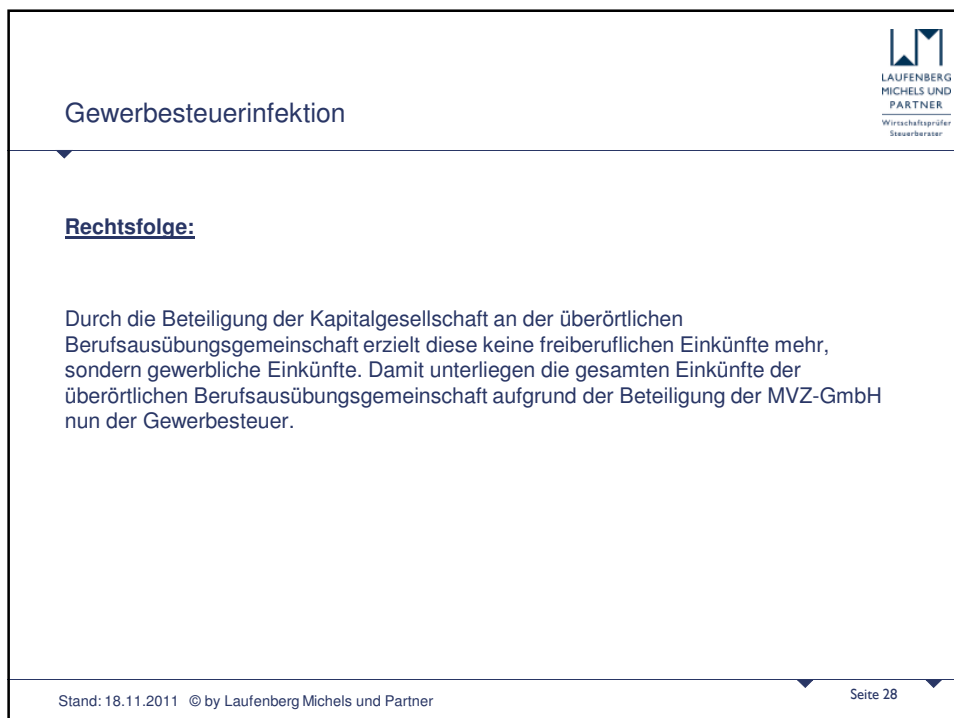 LAUFENBERG
MICHELS UND
PARTNER
Wirtschaftsprüfer
Steuerberater
Gewerbesteuerinfektion
Rechtsfolge:
Durch die Beteiligung der Kapitalgesellschaft an der überörtlichen
Berufsausübungsgemeinschaft erzielt diese keine freiberuflichen Einkünfte mehr,
sondern gewerbliche Einkünfte. Damit unterliegen die gesamten Einkünfte der
überörtlichen Berufsausübungsgemeinschaft aufgrund der Beteiligung der MVZ-GmbH
nun der Gewerbesteuer.
Stand: 18.11.2011 © by Laufenberg Michels und Partner
Seite 28